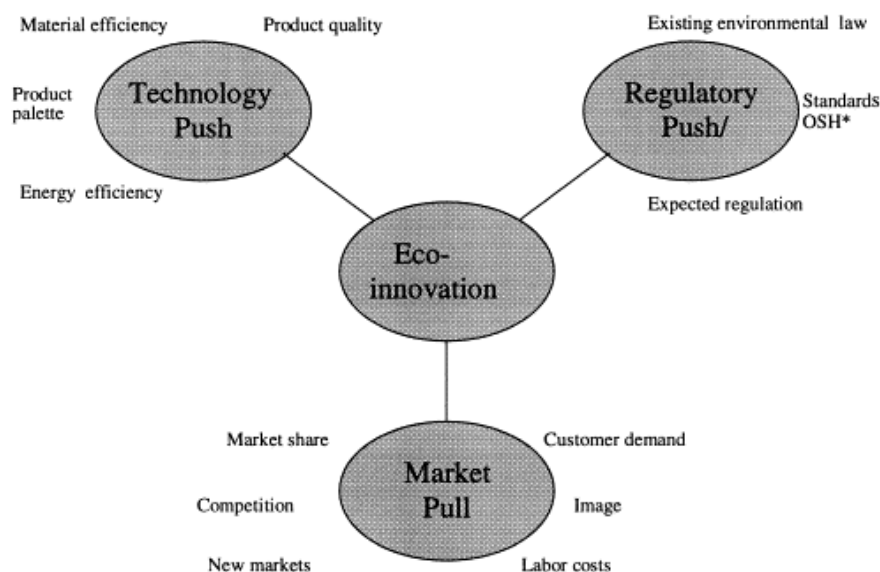 Material efficiency
Product quality
Product
palette
Technology
Push
Energy efficiency
Existing environmental law
Regulatory
Push/
Standards
OSH*
Expected regulation
Eco-
innovation
Market share
Customer demand
Market
Pull
Competition
Image
New markets
Labor costs